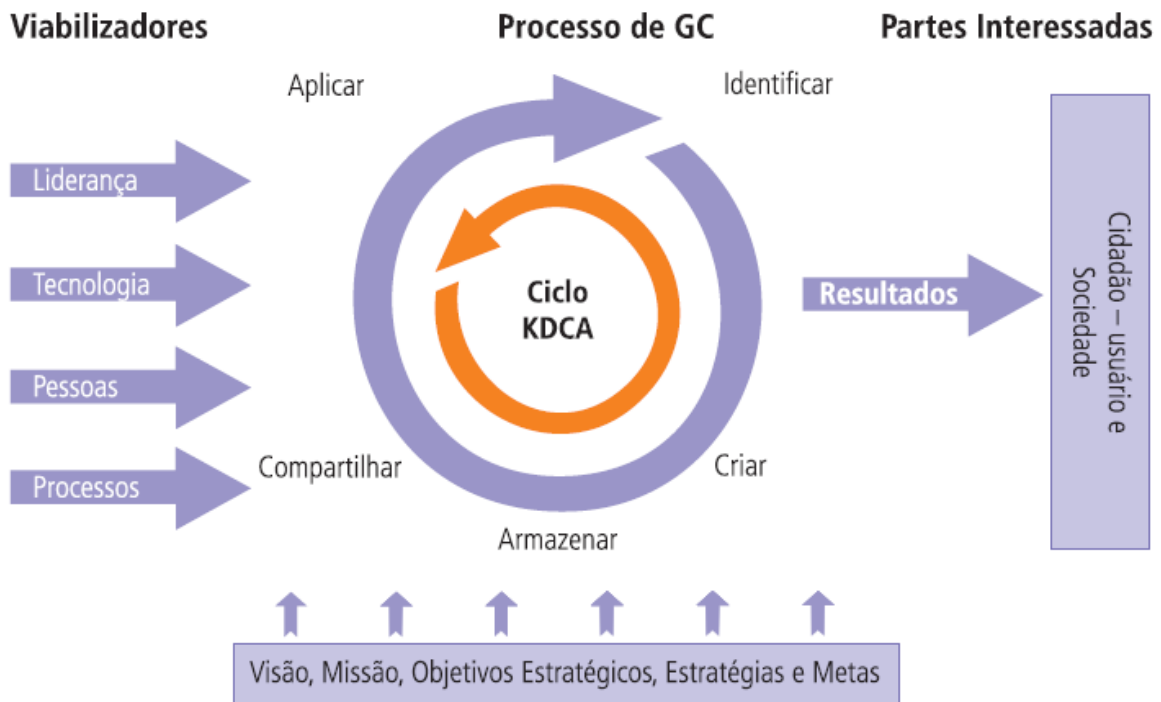 Viabilizadores
Processo de GC
Partes Interessadas
Aplicar
Identificar
Liderança
Tecnologia
Pessoas
Processos
Ciclo
KDCA
Resultados
Cidadão – usuário e
Sociedade
Compartilhar
Criar
Armazenar
Visão, Missão, Objetivos Estratégicos, Estratégias e Metas